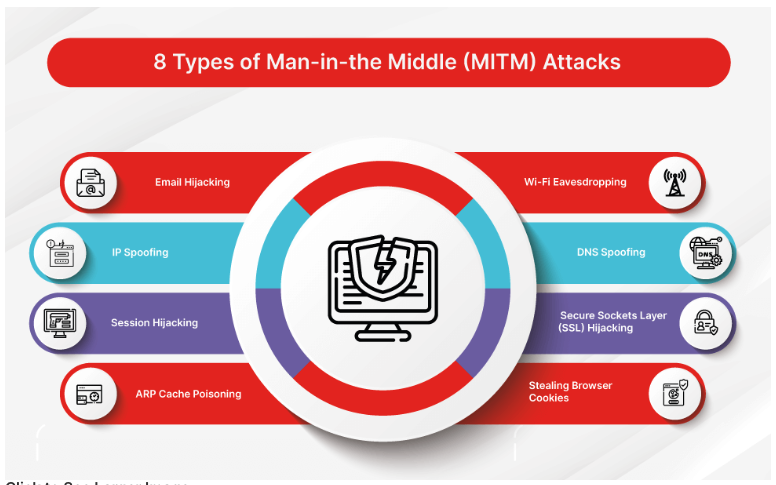 8 Types of Man-in-the Middle (MITM) Attacks
Email Hijacking
Wi-Fi Eavesdropping
IP Spoofing
DNS Spoofing
DNS
Session Hijacking
Secure Sockets Layer
(SSL) Hijacking
ARP Cache Poisoning
Stealing Browser
Cookies